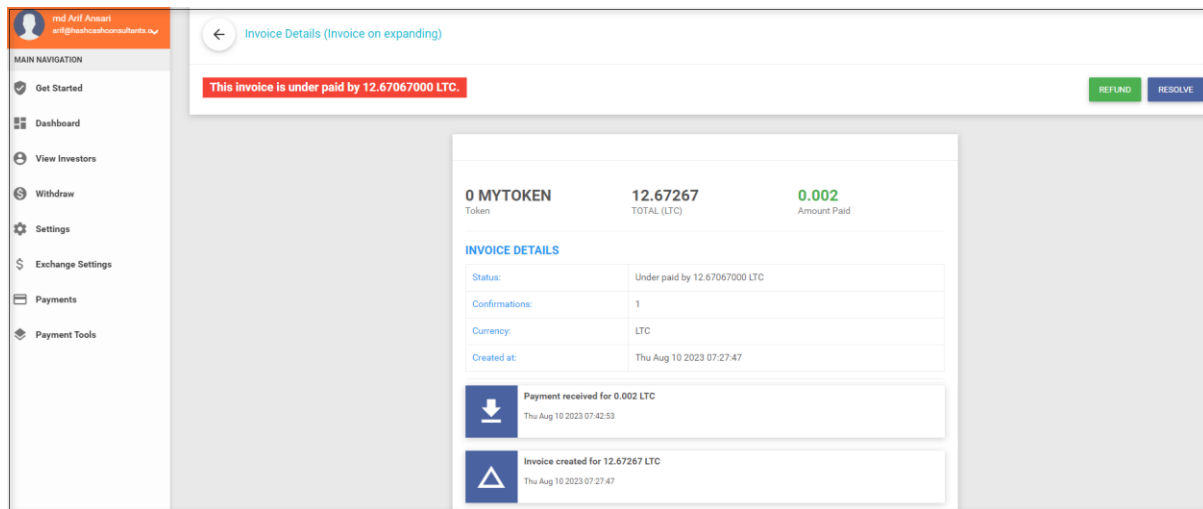 md Arif Ansari
arif@hashcashconsultants.c
MAIN NAVIGATION
Get Started
Dashboard
View Investors
Withdraw
Settings
Exchange Settings
Payments
Payment Tools
Invoice Details (Invoice on expanding)
This invoice is under paid by 12.67067000 LTC.
REFUND RESOLVE
0 MYTOKEN 12.67267 0.002
Token TOTAL (LTC) Amount Paid
INVOICE DETAILS
Status: Under paid by 12.67067000 LTC
Confirmations: 1
Currency: LTC
Created at: Thu Aug 10 2023 07:27:47
Payment received for 0.002 LTC
Thu Aug 10 2023 07:42:53
Invoice created for 12.67267 LTC
Thu Aug 10 2023 07:27:47